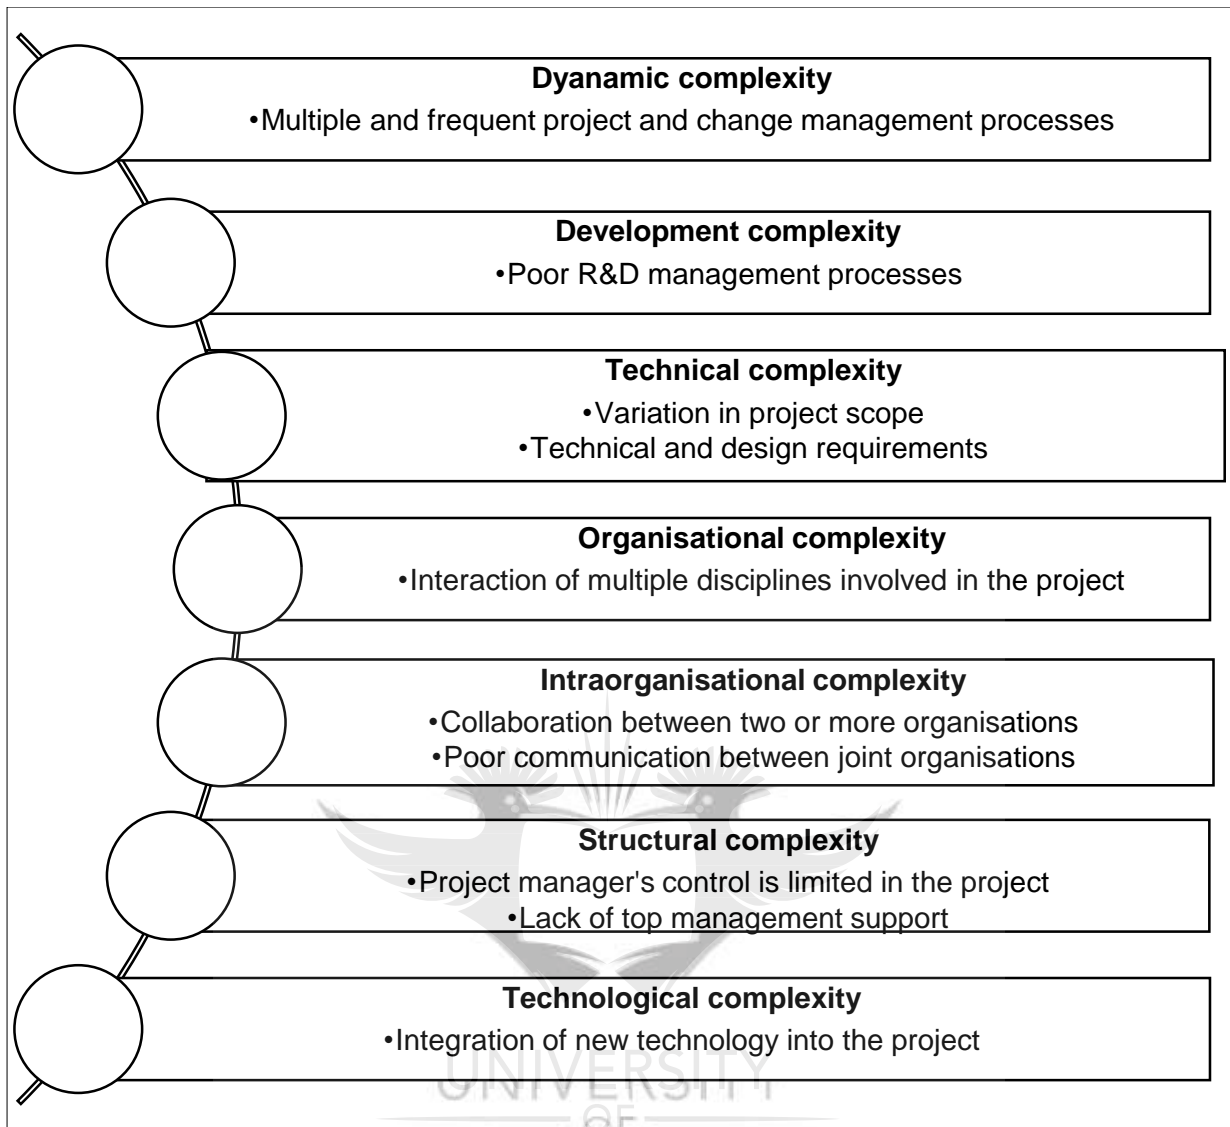 Dyanamic complexity
•Multiple and frequent project and change management processes
Development complexity
•Poor R&D management processes
Technical complexity
•Variation in project scope
•Technical and design requirements
Organisational complexity
•Interaction of multiple disciplines involved in the project
Intraorganisational complexity
•Collaboration between two or more organisations
•Poor communication between joint organisations
Structural complexity
•Project manager's control is limited in the project
•Lack of top management support
Technological complexity
•Integration of new technology into the project
UNIVERSITY
OF